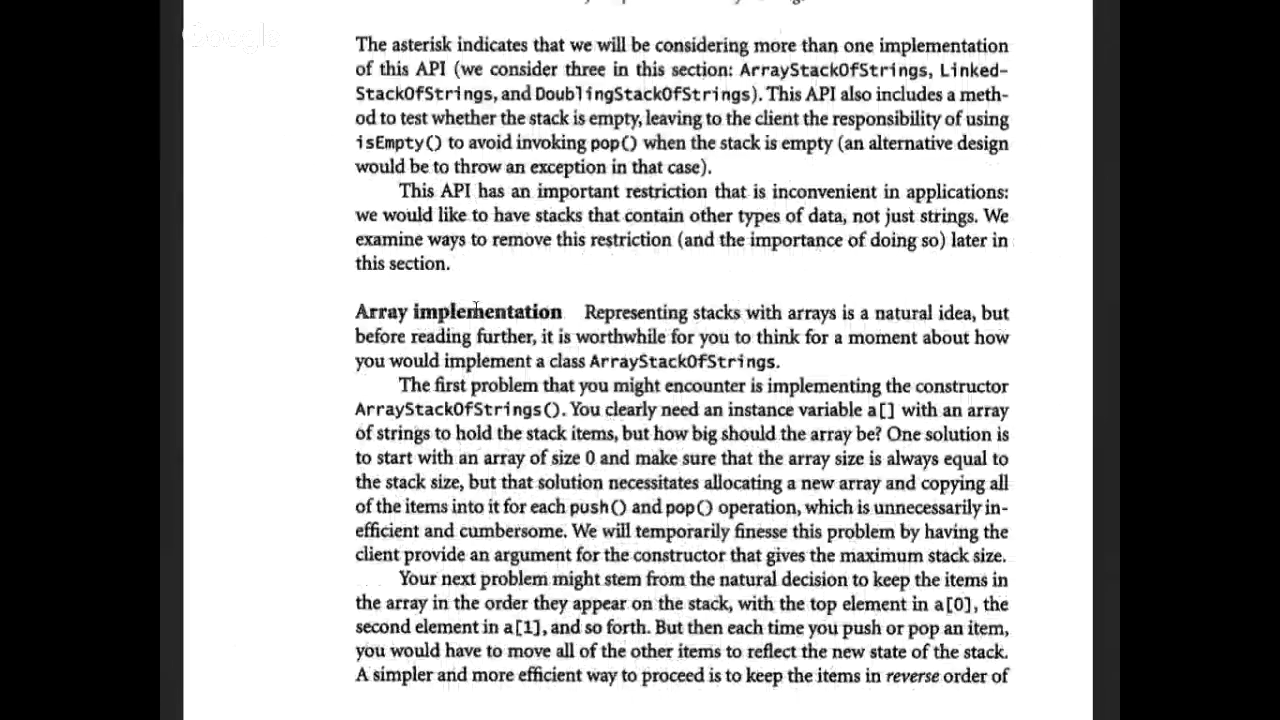 Google
The asterisk indicates that we will be considering more than one implementation
of this API (we consider three in this section: ArrayStackOfStrings, Linked-
StackOfStrings, and DoublingStackOfStrings). This API also includes a meth-
od to test whether the stack is empty, leaving to the client the responsibility of using
isEmpty() to avoid invoking pop() when the stack is empty (an alternative design
would be to throw an exception in that case).
This API has an important restriction that is inconvenient in applications:
we would like to have stacks that contain other types of data, not just strings. We
examine ways to remove this restriction (and the importance of doing so) later in
this section.
Array implementation Representing stacks with arrays is a natural idea, but
before reading further, it is worthwhile for you to think for a moment about how
you would implement a class ArrayStackOfStrings.
The first problem that you might encounter is implementing the constructor
ArrayStackOfStrings(). You clearly need an instance variable a[] with an array
of strings to hold the stack items, but how big should the array be? One solution is
to start with an array of size 0 and make sure that the array size is always equal to
the stack size, but that solution necessitates allocating a new array and copying all
of the items into it for each push() and pop() operation, which is unnecessarily in-
efficient and cumbersome. We will temporarily finesse this problem by having the
client provide an argument for the constructor that gives the maximum stack size.
Your next problem might stem from the natural decision to keep the items in
the array in the order they appear on the stack, with the top element in a[0], the
second element in a[1], and so forth. But then each time you push or pop an item,
you would have to move all of the other items to reflect the new state of the stack.
A simpler and more efficient way to proceed is to keep the items in reverse order of